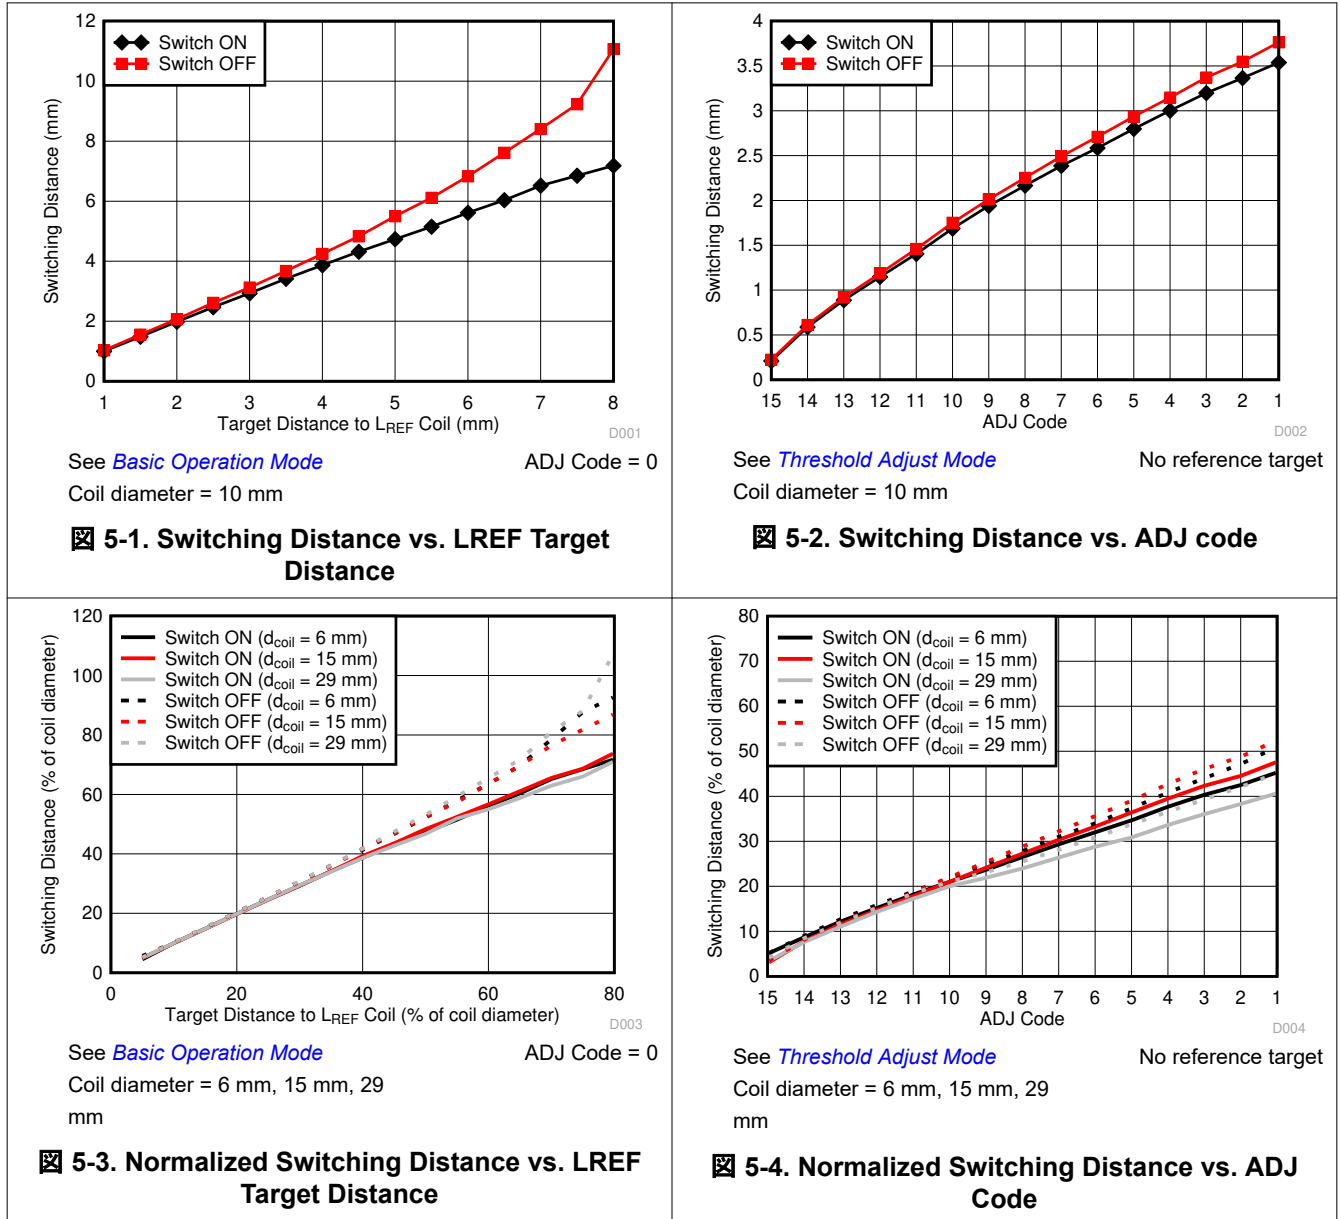 12
10
8
6
4
2
0
Switching Distance (mm)
Switch ON
Switch OFF
1 2 3 4 5 6 7 8
Target Distance to LREF Coil (mm)
D001
See Basic Operation Mode ADJ Code = 0
Coil diameter = 10 mm
図 5-1. Switching Distance vs. LREF Target
Distance
4
3.5
3
2.5
2
1.5
1
0.5
0
Switching Distance (mm)
Switch ON
Switch OFF
15 14 13 12 11 10 9 8 7 6 5 4 3 2 1
ADJ Code
D002
See Threshold Adjust Mode No reference target
Coil diameter = 10 mm
図 5-2. Switching Distance vs. ADJ code
120
100
80
60
40
20
0
Switching Distance (% of coil diameter)
Switch ON (dcoil = 6 mm)
Switch ON (dcoil = 15 mm)
Switch ON (dcoil = 29 mm)
Switch OFF (dcoil = 6 mm)
Switch OFF (dcoil = 15 mm)
Switch OFF (dcoil = 29 mm)
0 20 40 60 80
Target Distance to LREF Coil (% of coil diameter)
D003
See Basic Operation Mode ADJ Code = 0
Coil diameter = 6 mm, 15 mm, 29
mm
図 5-3. Normalized Switching Distance vs. LREF
Target Distance
80
70
60
50
40
30
20
10
0
Switching Distance (% of coil diameter)
Switch ON (dcoil = 6 mm)
Switch ON (dcoil = 15 mm)
Switch ON (dcoil = 29 mm)
Switch OFF (dcoil = 6 mm)
Switch OFF (dcoil = 15 mm)
Switch OFF (dcoil = 29 mm)
15 14 13 12 11 10 9 8 7 6 5 4 3 2 1
ADJ Code
D004
See Threshold Adjust Mode No reference target
Coil diameter = 6 mm, 15 mm, 29
mm
図 5-4. Normalized Switching Distance vs. ADJ
Code